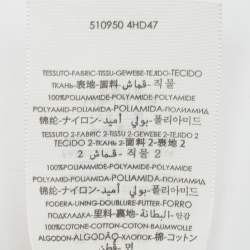 510950 4HD47
TESSUTO-FABRIC-TISSU-GEWEBE-TEJIDO-TECIDO
ТКАНЬ-表地-面料-قماش-직물
100%POLIAMMIDE-POLYAMIDE-POLYAMIDE
POLYAMID-POLIAMIDA-POLIAMIDA-ПОЛИАМИД
锦纶-ナイロン-بولي أميد-폴리아미드
TESSUTO 2-FABRIC 2-TISSU 2-GEWEBE 2-TEJIDO 2
TECIDO 2-ТКАНЬ 2-面料 2-表地 2
قماش 2-직물 2
100%POLIAMMIDE-POLYAMIDE-POLYAMIDE
POLYAMID-POLIAMIDA-POLIAMIDA-ПОЛИАМИД
锦纶-ナイロン-بولي أميد-폴리아미드
FODERA-LINING-DOUBLURE-FUTTER-FORRO
ПОДКЛАДКА-里料-裏地-البطانة-안감
100%COTONE-COTTON-COTON-BAUMWOLLE
ALGODON-ALGODÃO-ХЛОПОК-棉-コットン
قطن-면